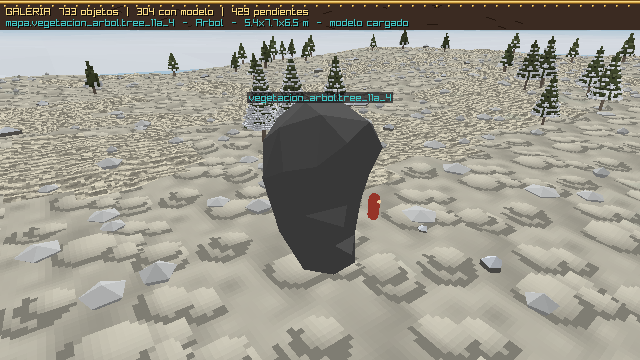 GALERÍA 733 objetos | 304 con modelo | 429 pendientes
mapa.vegetacion_arbol.tree_11a_4 - Arbol - 5.4x7.7x6.5 m - modelo cargado
vegetacion_arbol.tree_11a_4